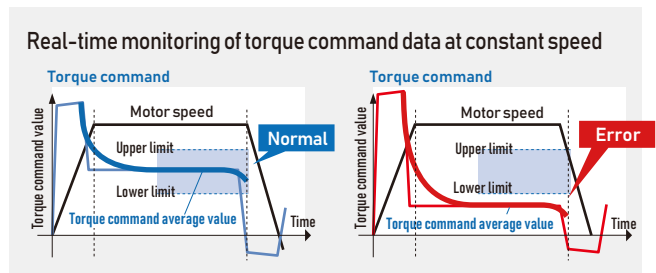 Real-time monitoring of torque command data at constant speed
Torque command
Torque command value
Motor speed
Upper limit
Normal
Lower limit
Torque command average value
Time
Torque command
Torque command value
Motor speed
Upper limit
Error
Lower limit
Torque command average value
Time